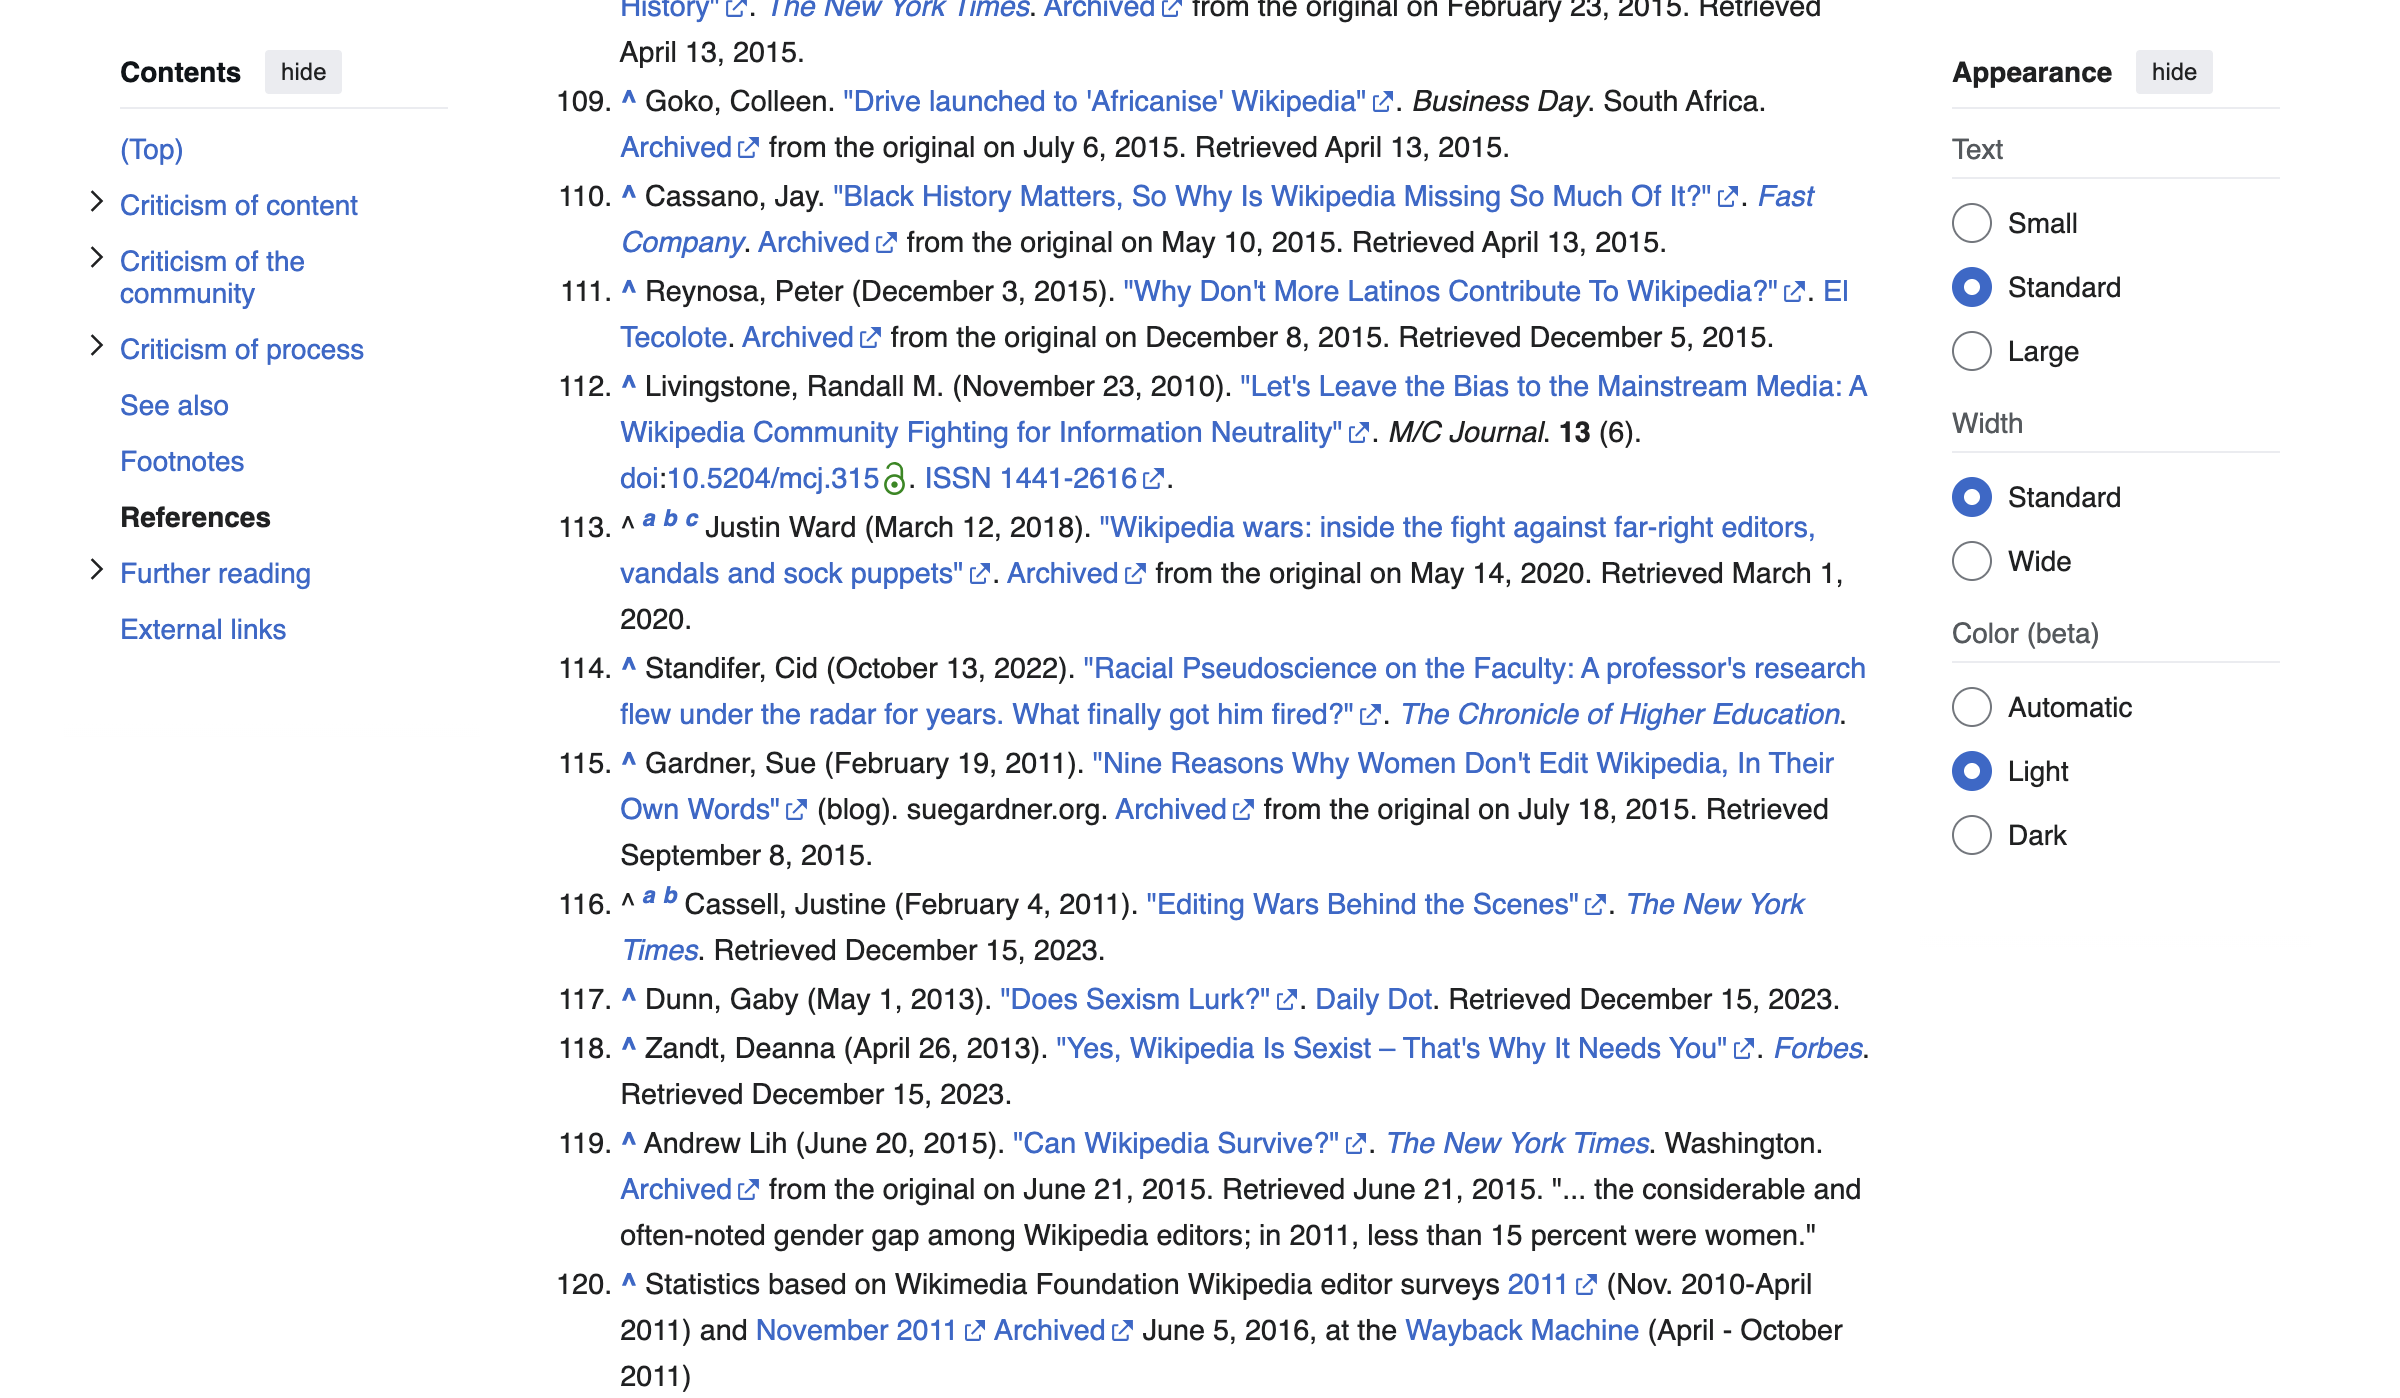 Contents hide
(Top)
Criticism of content
Criticism of the
community
Criticism of process
See also
Footnotes
References
Further reading
External links
History". The New York Times. Archived from the original on February 23, 2015. Retrieved
April 13, 2015.
109. ^ Goko, Colleen. "Drive launched to 'Africanise' Wikipedia". Business Day. South Africa.
Archived from the original on July 6, 2015. Retrieved April 13, 2015.
110. ^ Cassano, Jay. "Black History Matters, So Why Is Wikipedia Missing So Much Of It?". Fast
Company. Archived from the original on May 10, 2015. Retrieved April 13, 2015.
111. ^ Reynosa, Peter (December 3, 2015). "Why Don't More Latinos Contribute To Wikipedia?". El
Tecolote. Archived from the original on December 8, 2015. Retrieved December 5, 2015.
112. ^ Livingstone, Randall M. (November 23, 2010). "Let's Leave the Bias to the Mainstream Media: A
Wikipedia Community Fighting for Information Neutrality". M/C Journal. 13 (6).
doi:10.5204/mcj.315. ISSN 1441-2616.
113. ^ a b c Justin Ward (March 12, 2018). "Wikipedia wars: inside the fight against far-right editors,
vandals and sock puppets". Archived from the original on May 14, 2020. Retrieved March 1,
2020.
114. ^ Standifer, Cid (October 13, 2022). "Racial Pseudoscience on the Faculty: A professor's research
flew under the radar for years. What finally got him fired?". The Chronicle of Higher Education.
115. ^ Gardner, Sue (February 19, 2011). "Nine Reasons Why Women Don't Edit Wikipedia, In Their
Own Words" (blog). suegardner.org. Archived from the original on July 18, 2015. Retrieved
September 8, 2015.
116. ^ a b Cassell, Justine (February 4, 2011). "Editing Wars Behind the Scenes". The New York
Times. Retrieved December 15, 2023.
117. ^ Dunn, Gaby (May 1, 2013). "Does Sexism Lurk?". Daily Dot. Retrieved December 15, 2023.
118. ^ Zandt, Deanna (April 26, 2013). "Yes, Wikipedia Is Sexist – That's Why It Needs You". Forbes.
Retrieved December 15, 2023.
119. ^ Andrew Lih (June 20, 2015). "Can Wikipedia Survive?". The New York Times. Washington.
Archived from the original on June 21, 2015. Retrieved June 21, 2015. "... the considerable and
often-noted gender gap among Wikipedia editors; in 2011, less than 15 percent were women."
120. ^ Statistics based on Wikimedia Foundation Wikipedia editor surveys 2011 (Nov. 2010-April
2011) and November 2011 Archived June 5, 2016, at the Wayback Machine (April - October
2011)
Appearance hide
Text
Small
Standard
Large
Width
Standard
Wide
Color (beta)
Automatic
Light
Dark